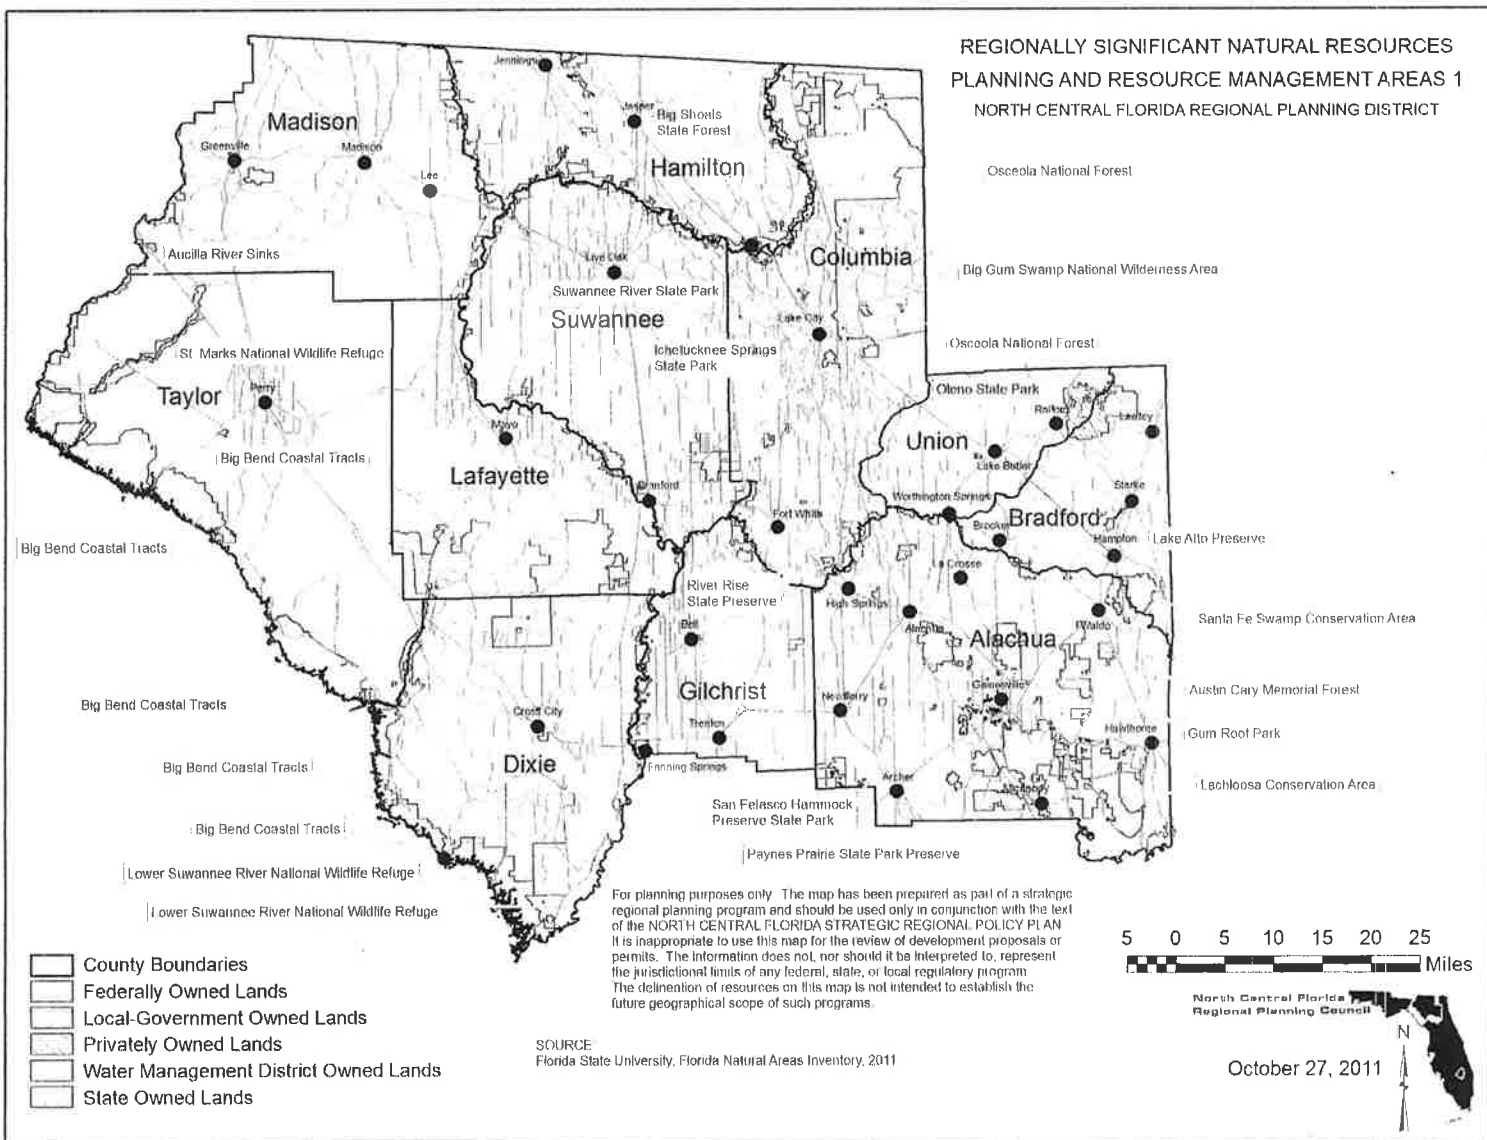 REGIONALLY SIGNIFICANT NATURAL RESOURCES
PLANNING AND RESOURCE MANAGEMENT AREAS 1
NORTH CENTRAL FLORIDA REGIONAL PLANNING DISTRICT
Jennings
Jasper
Big Shoals
State Forest
Hamilton
Madison
Greenville
Madison
Lee
Osceola National Forest
Aucilla River Sinks
Live Oak
Suwannee River State Park
Suwannee
Columbia
Big Gum Swamp National Wilderness Area
Lake City
Osceola National Forest
St. Marks National Wildlife Refuge
Ichetucknee Springs
State Park
Taylor
Perry
Oleno State Park
Raiford
Lawtey
Mayo
Union
Lake Butler
Big Bend Coastal Tracts
Lafayette
Branford
Worthington Springs
Starke
Fort White
Brooker
Bradford
Hampton
Lake Alto Preserve
Big Bend Coastal Tracts
La Crosse
River Rise
State Preserve
High Springs
Bell
Alachua
Alachua
Waldo
Santa Fe Swamp Conservation Area
Gilchrist
Newberry
Gainesville
Austin Cary Memorial Forest
Big Bend Coastal Tracts
Cross City
Trenton
Hawthorne
Gum Root Park
Dixie
Fanning Springs
Big Bend Coastal Tracts
Archer
Micanopy
Lochloosa Conservation Area
San Felasco Hammock
Preserve State Park
Big Bend Coastal Tracts
Paynes Prairie State Park Preserve
Lower Suwannee River National Wildlife Refuge
Lower Suwannee River National Wildlife Refuge
For planning purposes only. The map has been prepared as part of a strategic
regional planning program and should be used only in conjunction with the text
of the NORTH CENTRAL FLORIDA STRATEGIC REGIONAL POLICY PLAN
It is inappropriate to use this map for the review of development proposals or
permits. The information does not, nor should it be interpreted to, represent
the jurisdictional limits of any federal, state, or local regulatory program
The delineation of resources on this map is not intended to establish the
future geographical scope of such programs.
County Boundaries
Federally Owned Lands
Local-Government Owned Lands
Privately Owned Lands
Water Management District Owned Lands
State Owned Lands
SOURCE
Florida State University, Florida Natural Areas Inventory, 2011
5 0 5 10 15 20 25
Miles
North Central Florida
Regional Planning Council
N
October 27, 2011